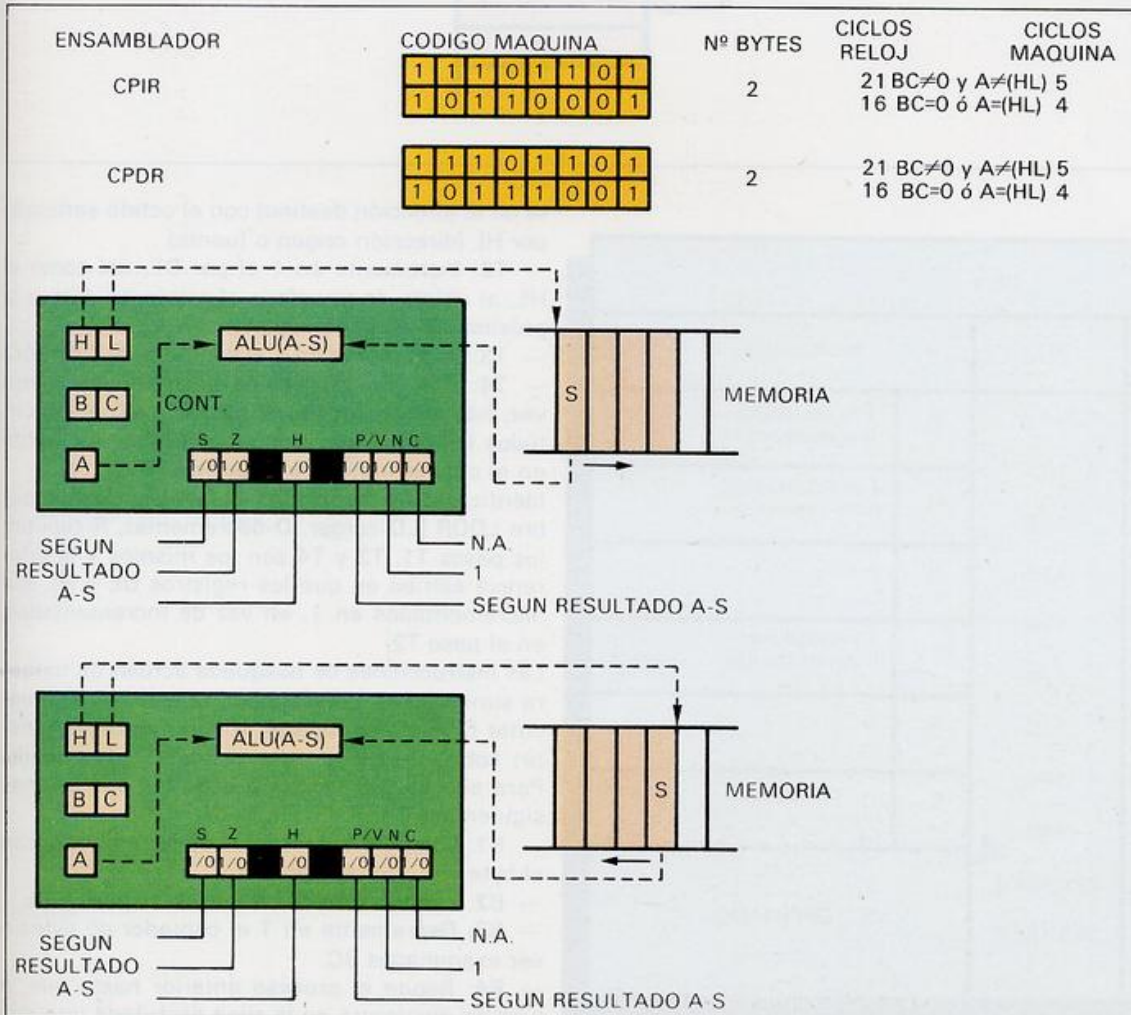 ENSAMBLADOR CODIGO MAQUINA Nº BYTES CICLOS RELOJ CICLOS MAQUINA
CPIR 1 1 1 0 1 1 0 1 2 21 BC≠0 y A≠(HL) 5
1 0 1 1 0 0 0 1 16 BC=0 ó A=(HL) 4
CPDR 1 1 1 0 1 1 0 1 2 21 BC≠0 y A≠(HL) 5
1 0 1 1 1 0 0 1 16 BC=0 ó A=(HL) 4
H L ALU(A-S)
B C CONT. S MEMORIA
S Z H P/V N C
A 1/0 1/0 1/0 1/0 1/0 1/0
SEGUN RESULTADO A-S
N.A.
1
SEGUN RESULTADO A-S
H L ALU(A-S)
B C S MEMORIA
S Z H P/V N C
A 1/0 1/0 1/0 1/0 1/0 1/0
SEGUN RESULTADO A-S
N.A.
1
SEGUN RESULTADO A-S